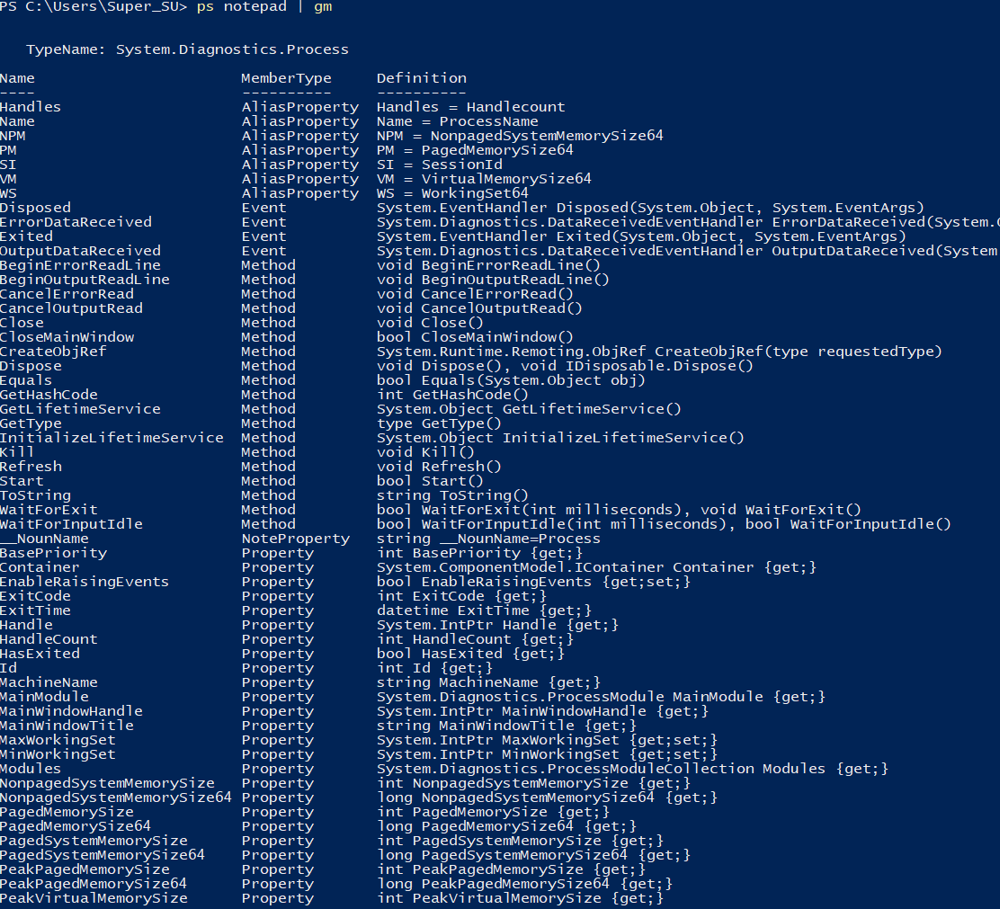 PS C:\Users\Super_SU> ps notepad | gm
TypeName: System.Diagnostics.Process
Name MemberType Definition
---- ---------- ----------
Handles AliasProperty Handles = Handlecount
Name AliasProperty Name = ProcessName
NPM AliasProperty NPM = NonpagedSystemMemorySize64
PM AliasProperty PM = PagedMemorySize64
SI AliasProperty SI = SessionId
VM AliasProperty VM = VirtualMemorySize64
WS AliasProperty WS = WorkingSet64
Disposed Event System.EventHandler Disposed(System.Object, System.EventArgs)
ErrorDataReceived Event System.Diagnostics.DataReceivedEventHandler ErrorDataReceived(System.O
Exited Event System.EventHandler Exited(System.Object, System.EventArgs)
OutputDataReceived Event System.Diagnostics.DataReceivedEventHandler OutputDataReceived(System
BeginErrorReadLine Method void BeginErrorReadLine()
BeginOutputReadLine Method void BeginOutputReadLine()
CancelErrorRead Method void CancelErrorRead()
CancelOutputRead Method void CancelOutputRead()
Close Method void Close()
CloseMainWindow Method bool CloseMainWindow()
CreateObjRef Method System.Runtime.Remoting.ObjRef CreateObjRef(type requestedType)
Dispose Method void Dispose(), void IDisposable.Dispose()
Equals Method bool Equals(System.Object obj)
GetHashCode Method int GetHashCode()
GetLifetimeService Method System.Object GetLifetimeService()
GetType Method type GetType()
InitializeLifetimeService Method System.Object InitializeLifetimeService()
Kill Method void Kill()
Refresh Method void Refresh()
Start Method bool Start()
ToString Method string ToString()
WaitForExit Method bool WaitForExit(int milliseconds), void WaitForExit()
WaitForInputIdle Method bool WaitForInputIdle(int milliseconds), bool WaitForInputIdle()
__NounName NoteProperty string __NounName=Process
BasePriority Property int BasePriority {get;}
Container Property System.ComponentModel.IContainer Container {get;}
EnableRaisingEvents Property bool EnableRaisingEvents {get;set;}
ExitCode Property int ExitCode {get;}
ExitTime Property datetime ExitTime {get;}
Handle Property System.IntPtr Handle {get;}
HandleCount Property int HandleCount {get;}
HasExited Property bool HasExited {get;}
Id Property int Id {get;}
MachineName Property string MachineName {get;}
MainModule Property System.Diagnostics.ProcessModule MainModule {get;}
MainWindowHandle Property System.IntPtr MainWindowHandle {get;}
MainWindowTitle Property string MainWindowTitle {get;}
MaxWorkingSet Property System.IntPtr MaxWorkingSet {get;set;}
MinWorkingSet Property System.IntPtr MinWorkingSet {get;set;}
Modules Property System.Diagnostics.ProcessModuleCollection Modules {get;}
NonpagedSystemMemorySize Property int NonpagedSystemMemorySize {get;}
NonpagedSystemMemorySize64 Property long NonpagedSystemMemorySize64 {get;}
PagedMemorySize Property int PagedMemorySize {get;}
PagedMemorySize64 Property long PagedMemorySize64 {get;}
PagedSystemMemorySize Property int PagedSystemMemorySize {get;}
PagedSystemMemorySize64 Property long PagedSystemMemorySize64 {get;}
PeakPagedMemorySize Property int PeakPagedMemorySize {get;}
PeakPagedMemorySize64 Property long PeakPagedMemorySize64 {get;}
PeakVirtualMemorySize Property int PeakVirtualMemorySize {get;}